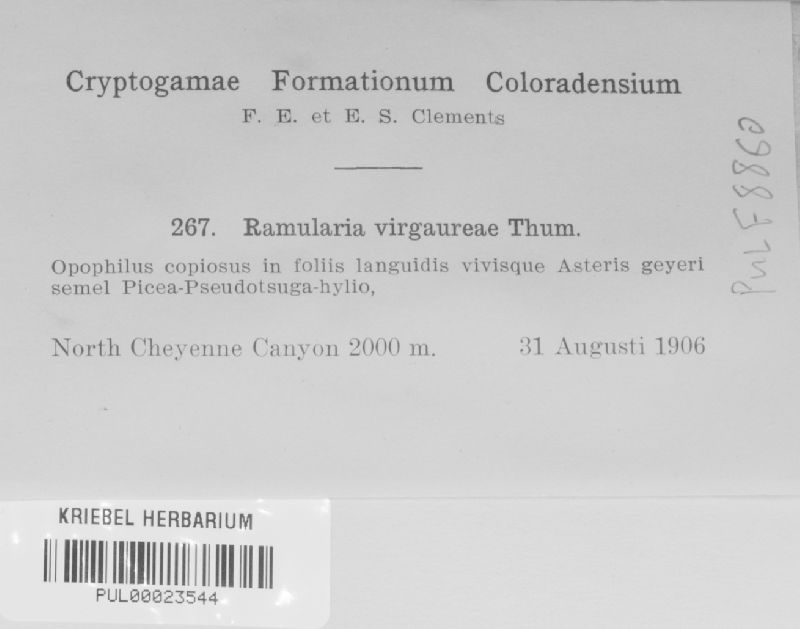 Cryptogamae Formationum Coloradensium
F. E. et E. S. Clements
267. Ramularia virgaureae Thum.
Opophilus copiosus in foliis languidis vivisque Asteris geyeri
semel Picea-Pseudotsuga-hylio,
North Cheyenne Canyon 2000 m. 31 Augusti 1906
PUL F8860
KRIEBEL HERBARIUM
PUL00023544